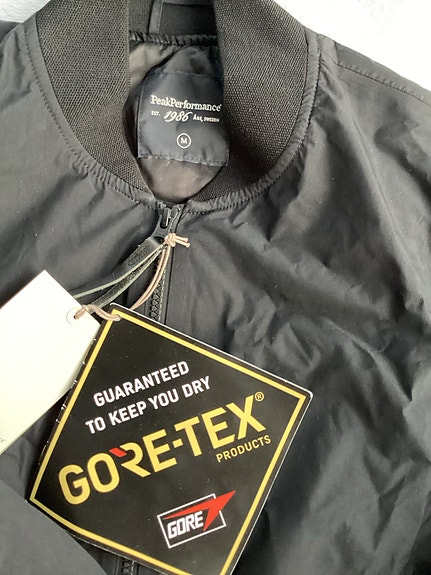 PeakPerformance®
EST. 1986 ÅRE, SWEDEN
M
GUARANTEED
TO KEEP YOU DRY
GORE-TEX®
PRODUCTS
GORE